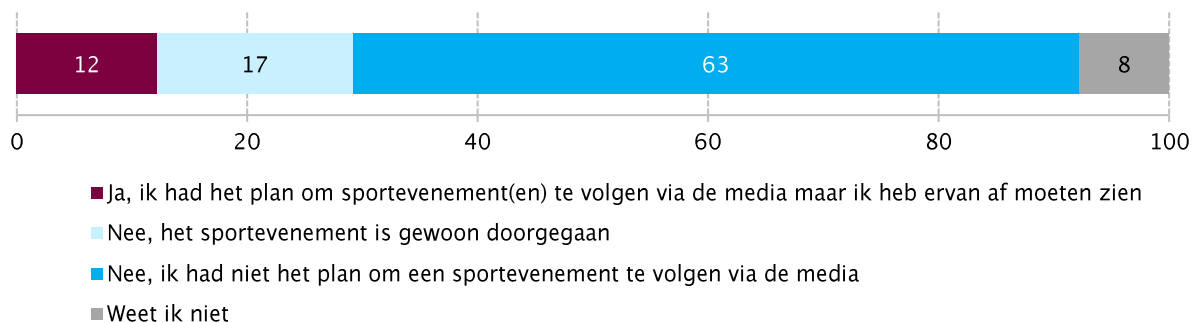 12 17 63 8
0 20 40 60 80 100
Ja, ik had het plan om sportevenement(en) te volgen via de media maar ik heb ervan af moeten zien
Nee, het sportevenement is gewoon doorgegaan
Nee, ik had niet het plan om een sportevenement te volgen via de media
Weet ik niet